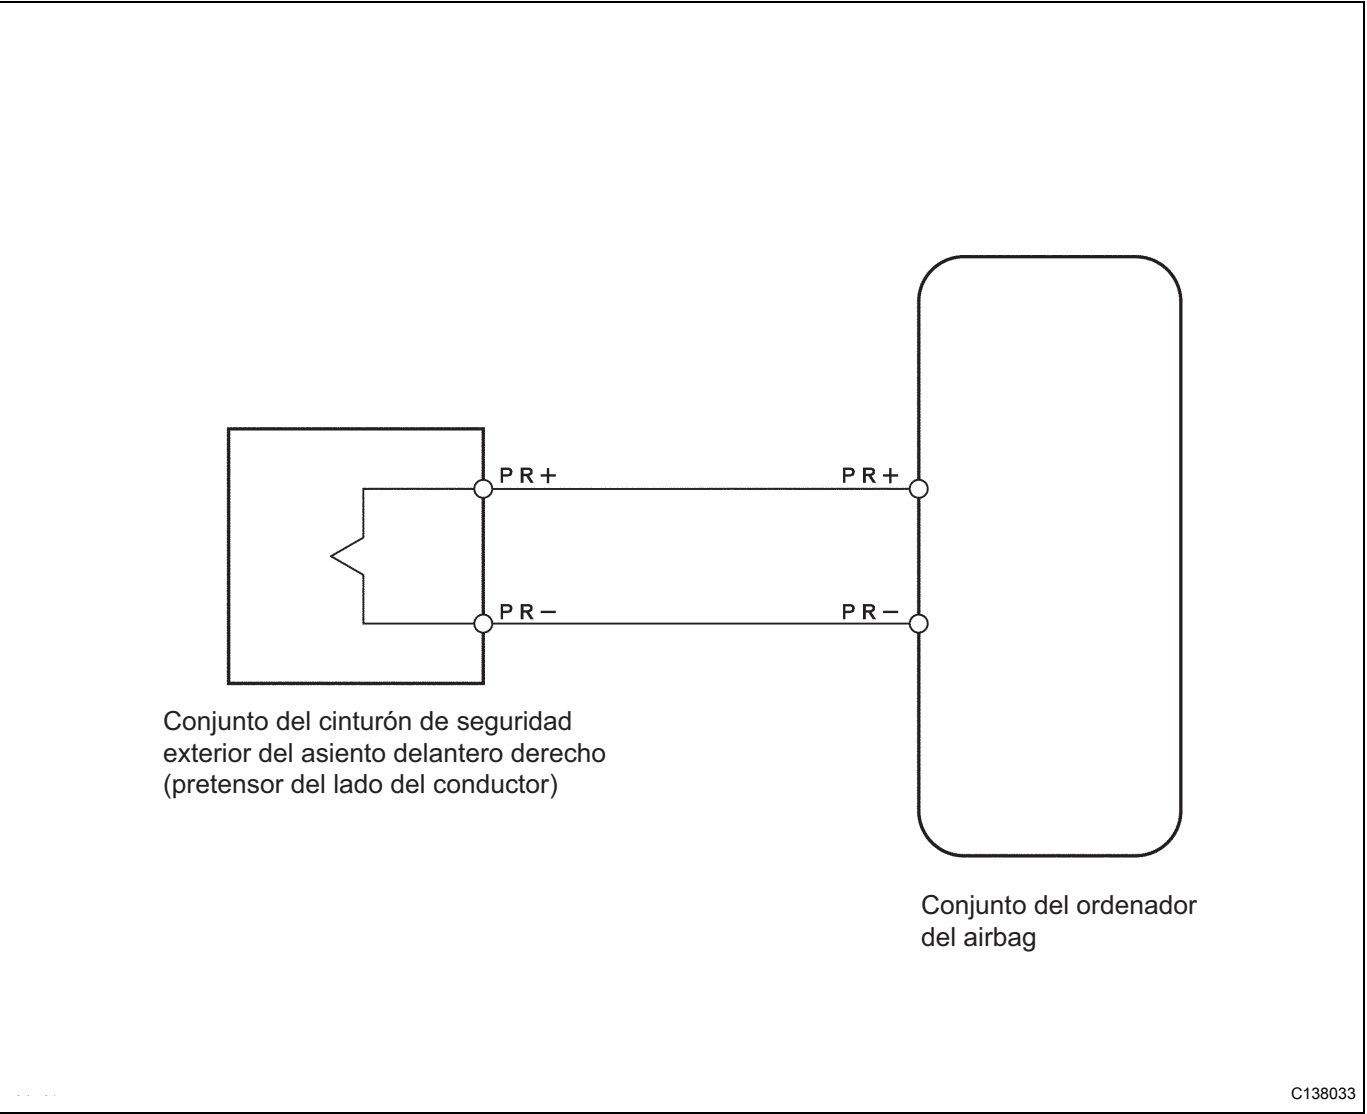 PR+ PR+
PR− PR−
Conjunto del cinturón de seguridad
exterior del asiento delantero derecho
(pretensor del lado del conductor)
Conjunto del ordenador
del airbag
C138033